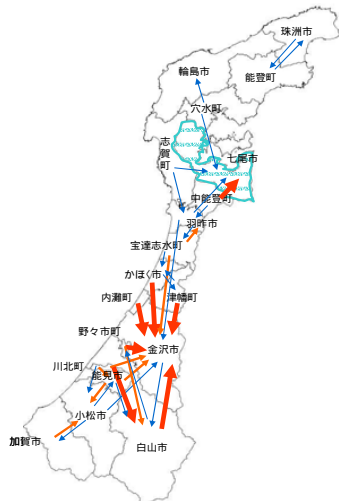 珠洲市
輪島市
能登町
穴水町
志賀町
七尾市
中能登町
羽咋市
宝達志水町
かほく市
内灘町
津幡町
野々市町
金沢市
川北町
能見市
小松市
加賀市
白山市